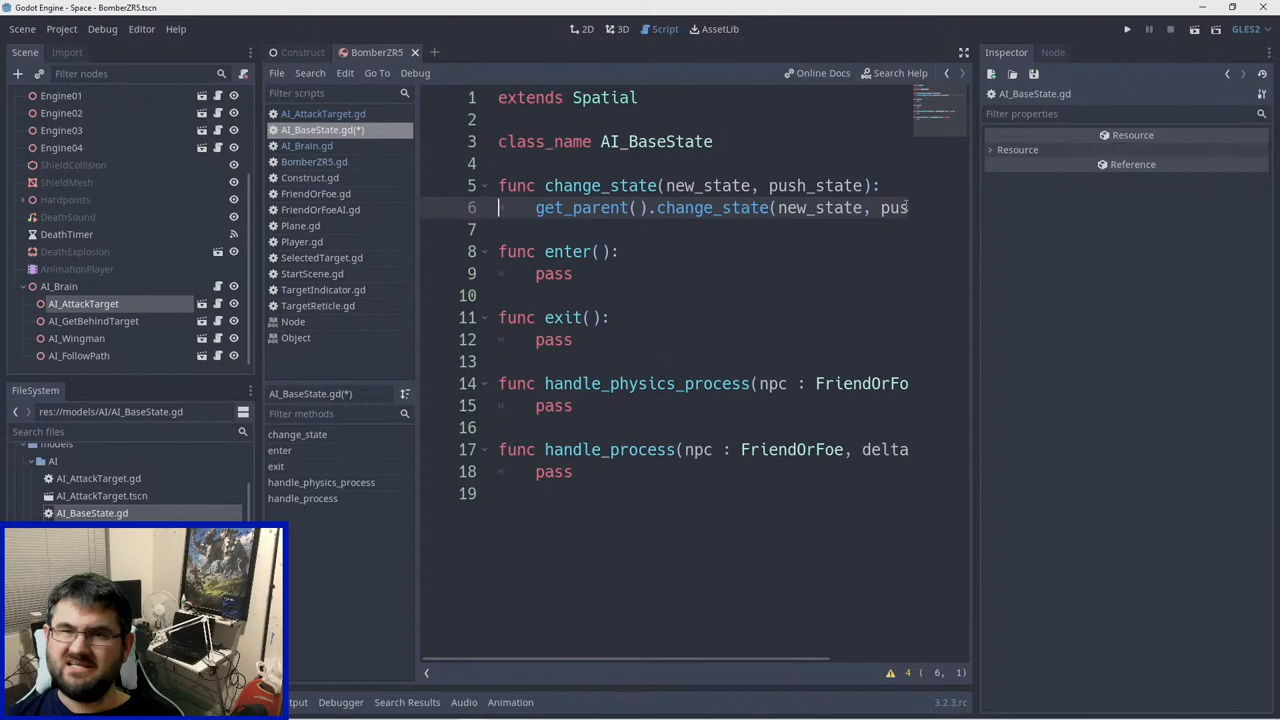 Godot Engine - Space - BomberZR5.tscn
Scene Project Debug Editor Help
2D 3D Script AssetLib
GLES2
Scene Import
Filter nodes
Engine01
Engine02
Engine03
Engine04
ShieldCollision
ShieldMesh
Hardpoints
DeathSound
DeathTimer
DeathExplosion
AnimationPlayer
AI_Brain
AI_AttackTarget
AI_GetBehindTarget
AI_Wingman
AI_FollowPath
FileSystem
res://models/AI/AI_BaseState.gd
Search files
models
AI
AI_AttackTarget.gd
AI_AttackTarget.tscn
AI_BaseState.gd
Construct BomberZR5
File Search Edit Go To Debug
Online Docs Search Help
Filter scripts
AI_AttackTarget.gd
AI_BaseState.gd(*)
AI_Brain.gd
BomberZR5.gd
Construct.gd
FriendOrFoe.gd
FriendOrFoeAI.gd
Plane.gd
Player.gd
SelectedTarget.gd
StartScene.gd
TargetIndicator.gd
TargetReticle.gd
Node
Object
AI_BaseState.gd(*)
Filter methods
change_state
enter
exit
handle_physics_process
handle_process
1 extends Spatial
2
3 class_name AI_BaseState
4
5 func change_state(new_state, push_state):
6 get_parent().change_state(new_state, pus
7
8 func enter():
9 pass
10
11 func exit():
12 pass
13
14 func handle_physics_process(npc : FriendOrFo
15 pass
16
17 func handle_process(npc : FriendOrFoe, delta
18 pass
19
4 ( 6, 1)
Inspector Node
AI_BaseState.gd
Filter properties
Resource
Resource
Reference
tput Debugger Search Results Audio Animation
3.2.3.rc